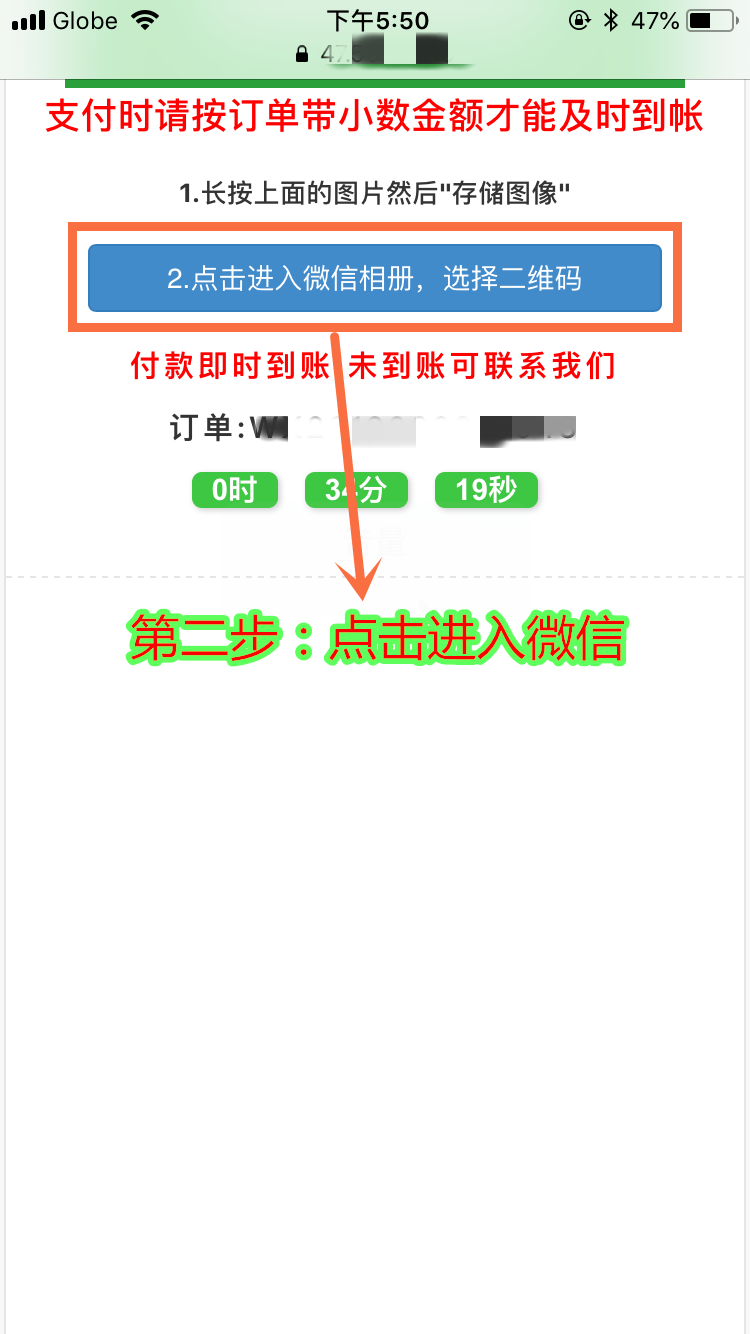 Globe 下午5:50 47%
47.
支付时请按订单带小数金额才能及时到帐
1.长按上面的图片然后"存储图像"
2.点击进入微信相册，选择二维码
付款即时到账 未到账可联系我们
订单:W
0时 34分 19秒
第二步：点击进入微信